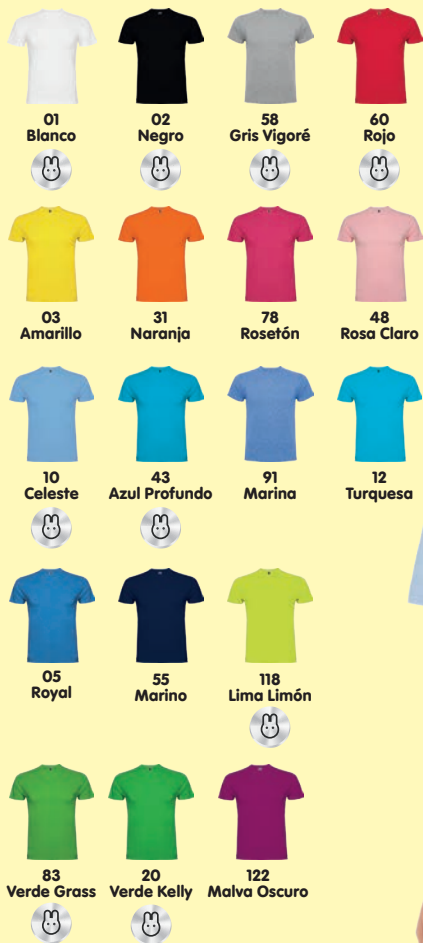 01
Blanco
02
Negro
58
Gris Vigoré
60
Rojo
03
Amarillo
31
Naranja
78
Rosetón
48
Rosa Claro
10
Celeste
43
Azul Profundo
91
Marina
12
Turquesa
05
Royal
55
Marino
118
Lima Limón
83
Verde Grass
20
Verde Kelly
122
Malva Oscuro